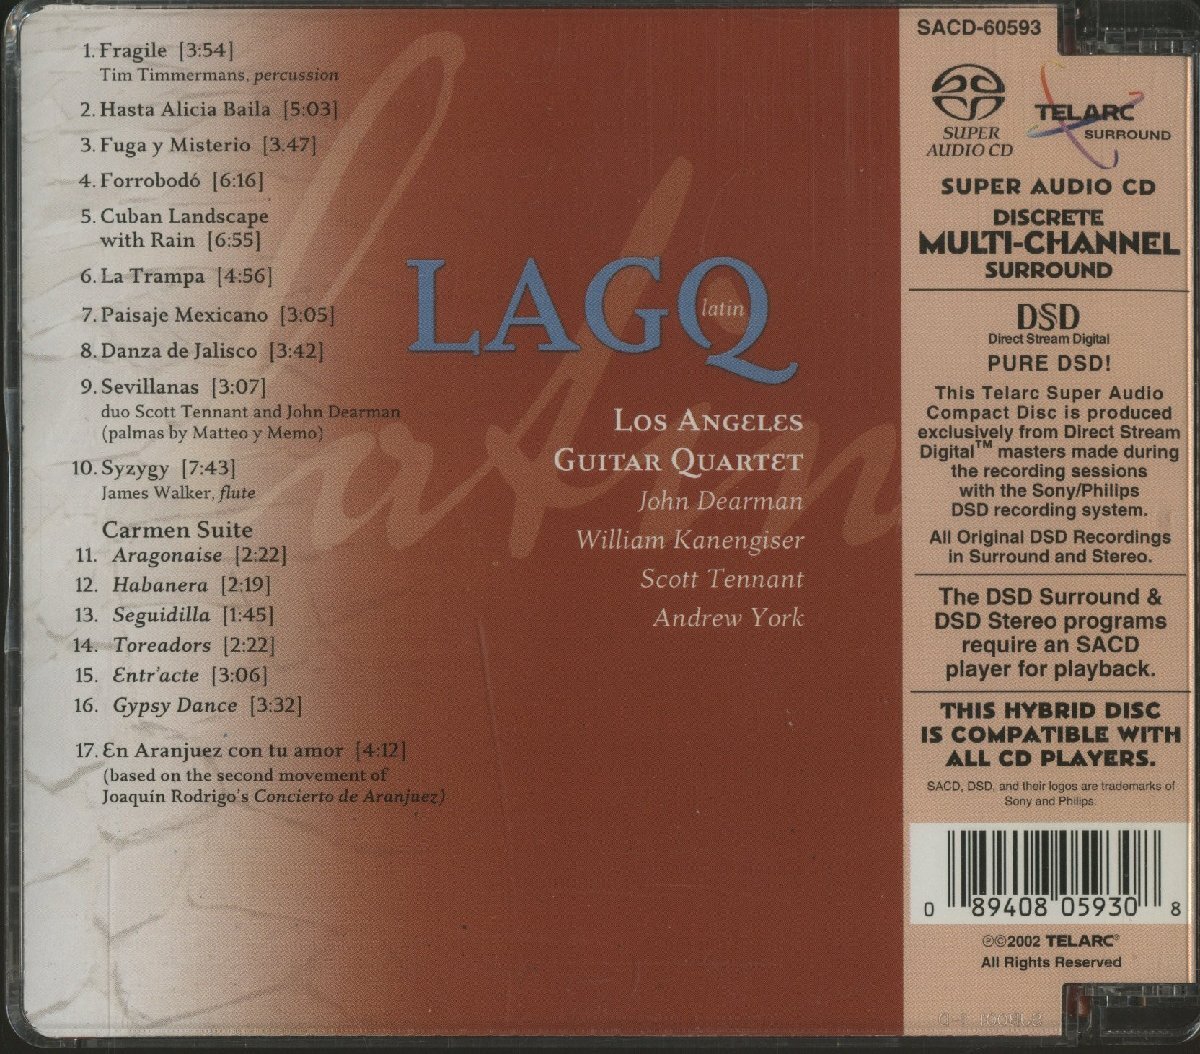 1. Fragile [3:54]
Tim Timmermans, percussion
2. Hasta Alicia Baila [5:03]
3. Fuga y Misterio [3.47]
4. Forrobodó [6:16]
5. Cuban Landscape
with Rain [6:55]
6. La Trampa [4:56]
7. Paisaje Mexicano [3:05]
8. Danza de Jalisco [3:42]
9. Sevillanas [3:07]
duo Scott Tennant and John Dearman
(palmas by Matteo y Memo)
10. Syzygy [7:43]
James Walker, flute
Carmen Suite
11. Aragonaise [2:22]
12. Habanera [2:19]
13. Seguidilla [1:45]
14. Toreadors [2:22]
15. Entr'acte [3:06]
16. Gypsy Dance [3:32]
17. En Aranjuez con tu amor [4:12]
(based on the second movement of
Joaquín Rodrigo's Concierto de Aranjuez)
latin
LAGQ
latin
LOS ANGELES
GUITAR QUARTET
John Dearman
William Kanengiser
Scott Tennant
Andrew York
SACD-60593
SUPER
AUDIO CD
TELARC
SURROUND
SUPER AUDIO CD
DISCRETE
MULTI-CHANNEL
SURROUND
DSD
Direct Stream Digital
PURE DSD!
This Telarc Super Audio
Compact Disc is produced
exclusively from Direct Stream
Digital™ masters made during
the recording sessions
with the Sony/Philips
DSD recording system.
All Original DSD Recordings
in Surround and Stereo.
The DSD Surround &
DSD Stereo programs
require an SACD
player for playback.
THIS HYBRID DISC
IS COMPATIBLE WITH
ALL CD PLAYERS.
SACD, DSD, and their logos are trademarks of
Sony and Philips.
0 89408 05930 8
℗©2002 TELARC®
All Rights Reserved